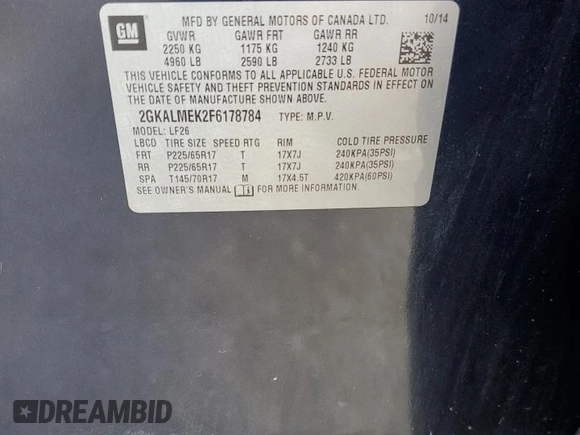 GM
MFD BY GENERAL MOTORS OF CANADA LTD. 10/14
GVWR GAWR FRT GAWR RR
2250 KG 1175 KG 1240 KG
4960 LB 2590 LB 2733 LB
THIS VEHICLE CONFORMS TO ALL APPLICABLE U.S. FEDERAL MOTOR
VEHICLE SAFETY AND THEFT PREVENTION STANDARDS IN EFFECT ON
THE DATE OF MANUFACTURE SHOWN ABOVE.
2GKALMEK2F6178784 TYPE: M.P.V.
MODEL: LF26
LBCD TIRE SIZE SPEED RTG RIM COLD TIRE PRESSURE
FRT P225/65R17 T 17X7J 240KPA(35PSI)
RR P225/65R17 T 17X7J 240KPA(35PSI)
SPA T145/70R17 M 17X4.5T 420KPA(60PSI)
SEE OWNER'S MANUAL FOR MORE INFORMATION.
DREAMBID